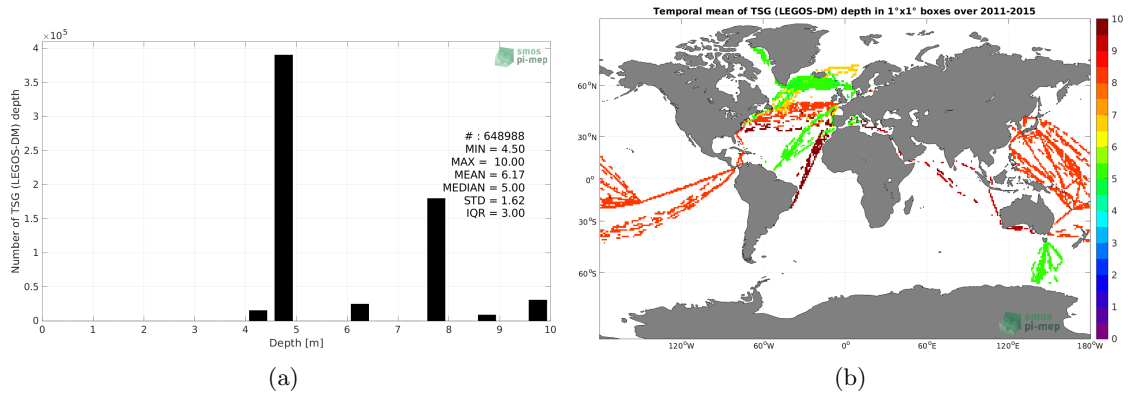 ×10⁵
4
3.5
3
2.5
2
1.5
1
0.5
0
Number of TSG (LEGOS-DM) depth
smos
pi-mep
# : 648988
MIN = 4.50
MAX = 10.00
MEAN = 6.17
MEDIAN = 5.00
STD = 1.62
IQR = 3.00
0 1 2 3 4 5 6 7 8 9 10
Depth [m]
(a)
Temporal mean of TSG (LEGOS-DM) depth in 1°x1° boxes over 2011-2015
60°N
30°N
0°
30°S
60°S
120°W 60°W 0° 60°E 120°E 180°W
smos
pi-mep
10
9
8
7
6
5
4
3
2
1
0
(b)